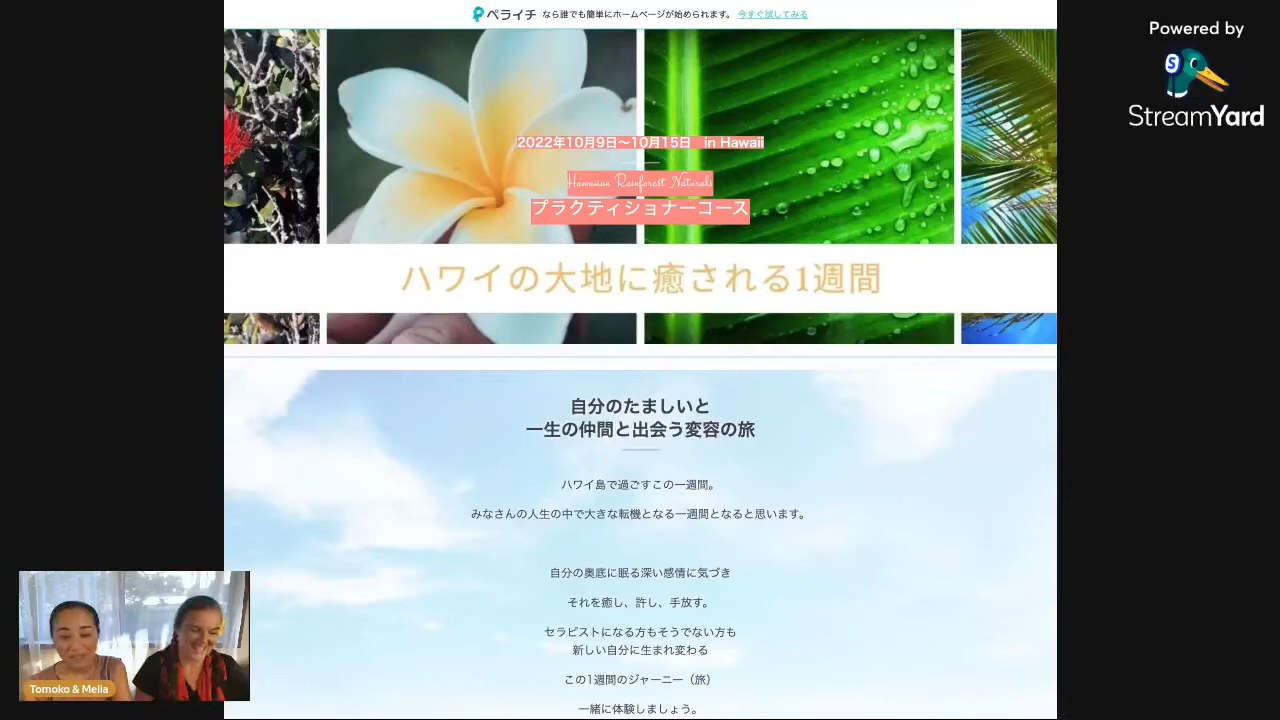 ペライチ なら誰でも簡単にホームページが始められます。 今すぐ試してみる
Powered by
StreamYard
2022年10月9日〜10月15日　in Hawaii
Hawaiian Rainforest Naturals
プラクティショナーコース
ハワイの大地に癒される1週間
自分のたましいと
一生の仲間と出会う変容の旅
ハワイ島で過ごすこの一週間。
みなさんの人生の中で大きな転機となる一週間となると思います。
自分の奥底に眠る深い感情に気づき
それを癒し、許し、手放す。
セラピストになる方もそうでない方も
新しい自分に生まれ変わる
この1週間のジャーニー（旅）
一緒に体験しましょう。
Tomoko & Melia